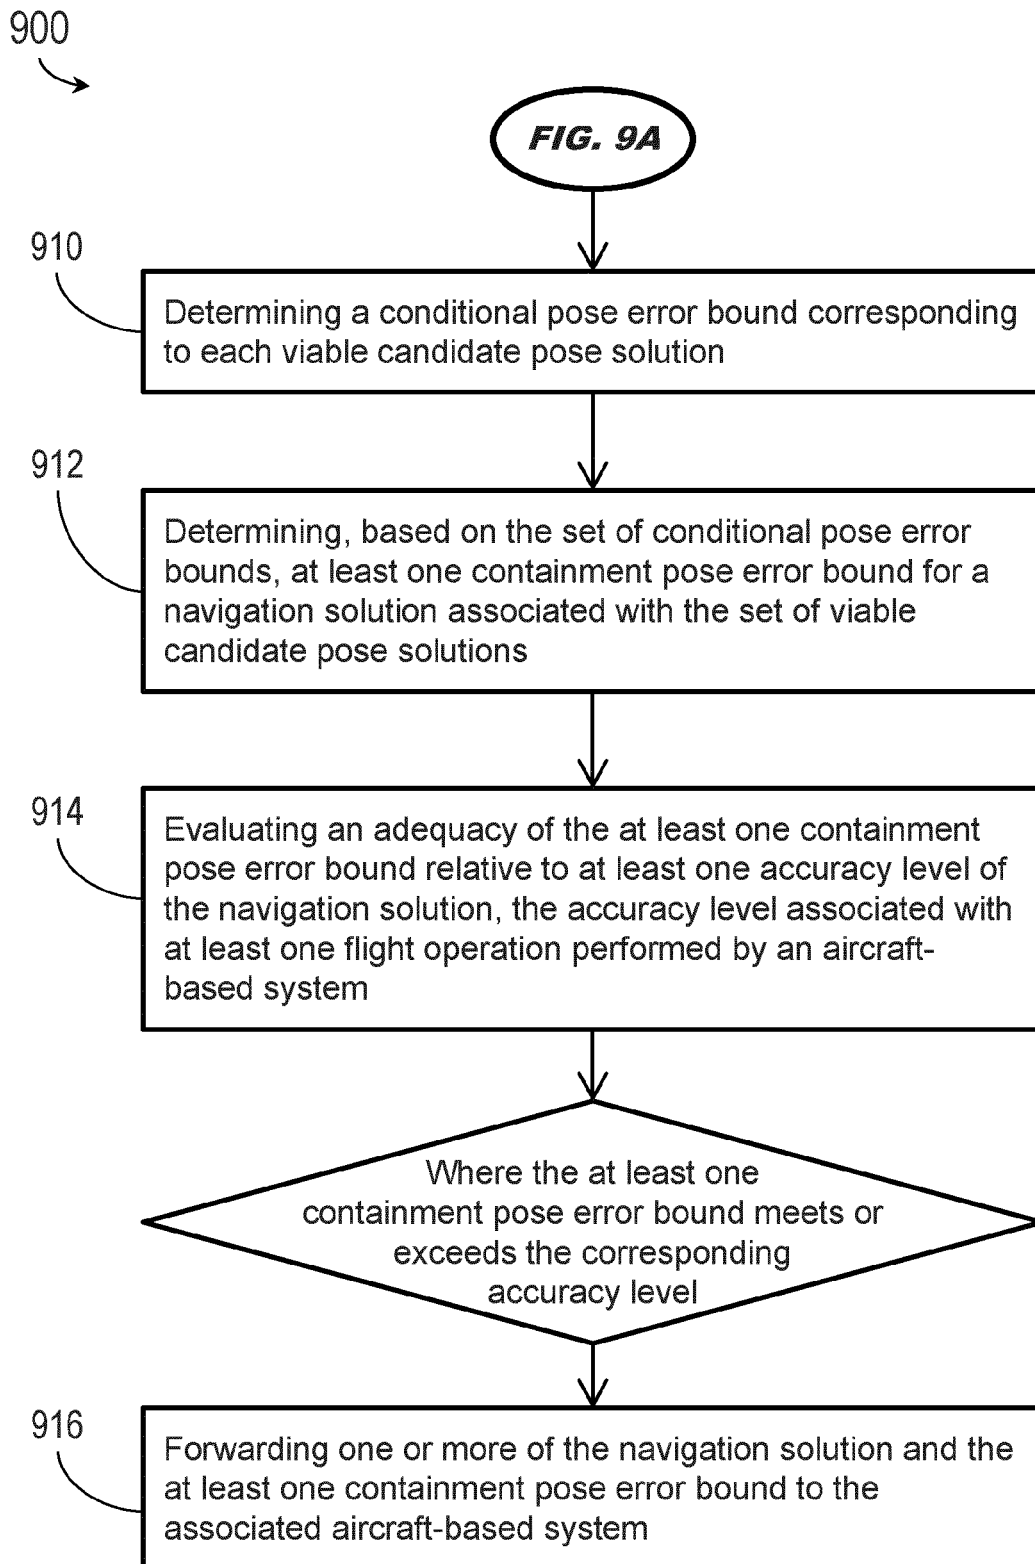 900
FIG. 9A
910
Determining a conditional pose error bound corresponding
to each viable candidate pose solution
912
Determining, based on the set of conditional pose error
bounds, at least one containment pose error bound for a
navigation solution associated with the set of viable
candidate pose solutions
914
Evaluating an adequacy of the at least one containment
pose error bound relative to at least one accuracy level of
the navigation solution, the accuracy level associated with
at least one flight operation performed by an aircraft-
based system
Where the at least one
containment pose error bound meets or
exceeds the corresponding
accuracy level
916
Forwarding one or more of the navigation solution and the
at least one containment pose error bound to the
associated aircraft-based system